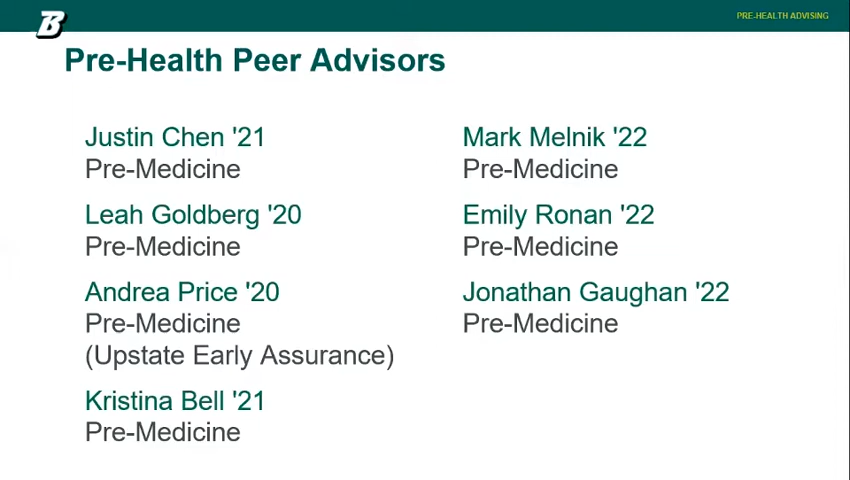 B
PRE-HEALTH ADVISING
Pre-Health Peer Advisors
Justin Chen '21
Pre-Medicine
Leah Goldberg '20
Pre-Medicine
Andrea Price '20
Pre-Medicine
(Upstate Early Assurance)
Kristina Bell '21
Pre-Medicine
Mark Melnik '22
Pre-Medicine
Emily Ronan '22
Pre-Medicine
Jonathan Gaughan '22
Pre-Medicine